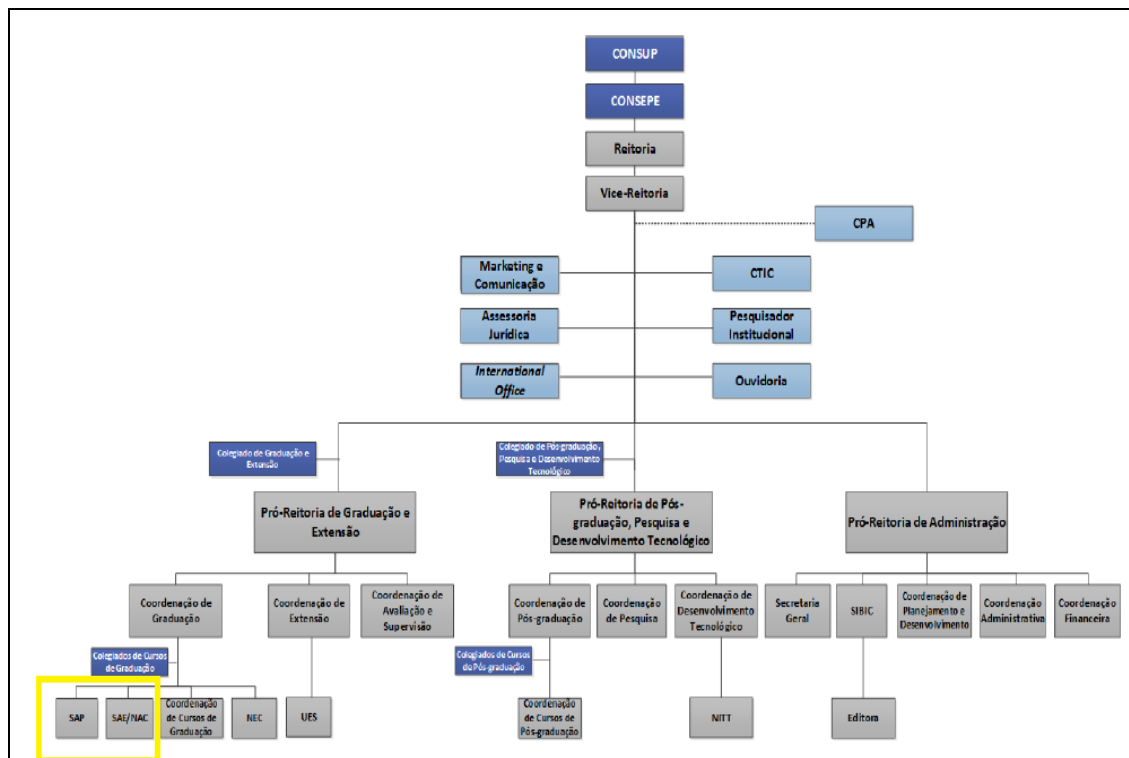 CONSUP
CONSEPE
Reitoria
Vice-Reitoria
CPA
Marketing e
Comunicação
CTIC
Assessoria
Jurídica
Pesquisador
Institucional
International
Office
Ouvidoria
Colegiado de Graduação e
Extensão
Colegiado de Pós-graduação,
Pesquisa e Desenvolvimento
Tecnológico
Pró-Reitoria de Graduação e
Extensão
Pró-Reitoria de Pós-
graduação, Pesquisa e
Desenvolvimento Tecnológico
Pró-Reitoria de Administração
Coordenação de
Graduação
Coordenação de
Extensão
Coordenação de
Avaliação e
Supervisão
Coordenação de
Pós-graduação
Coordenação
de Pesquisa
Coordenação de
Desenvolvimento
Tecnológico
Secretaria
Geral
SIBIC
Coordenação de
Planejamento e
Desenvolvimento
Coordenação
Administrativa
Coordenação
Financeira
Colegiados de Cursos
de Graduação
Colegiados de Cursos
de Pós-graduação
SAP
SAE/NAC
Coordenação
de Cursos de
Graduação
NEC
UES
Coordenação
de Cursos de
Pós-graduação
NITT
Editora